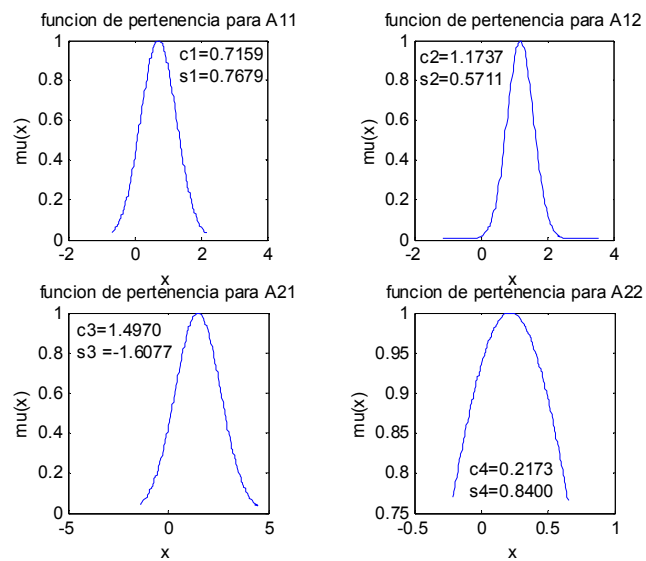 funcion de pertenencia para A11
1
0.8
0.6
0.4
0.2
0
mu(x)
c1=0.7159
s1=0.7679
-2
0
2
4
x
funcion de pertenencia para A12
1
0.8
0.6
0.4
0.2
0
mu(x)
c2=1.1737
s2=0.5711
-2
0
2
4
x
funcion de pertenencia para A21
1
0.8
0.6
0.4
0.2
0
mu(x)
c3=1.4970
s3 =-1.6077
-5
0
5
x
funcion de pertenencia para A22
1
0.95
0.9
0.85
0.8
0.75
mu(x)
c4=0.2173
s4=0.8400
-0.5
0
0.5
1
x